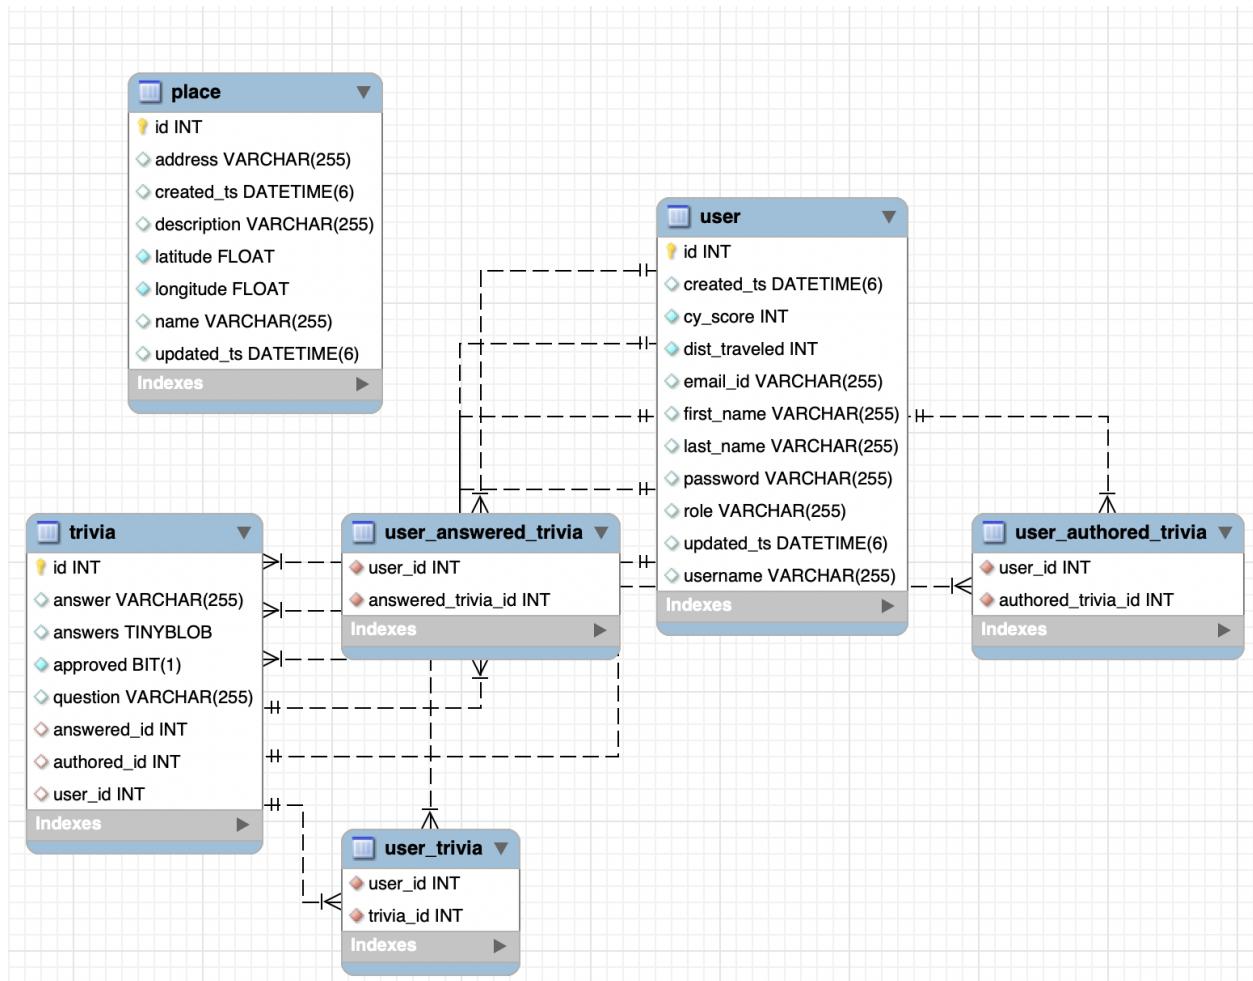 place
id INT
address VARCHAR(255)
created_ts DATETIME(6)
description VARCHAR(255)
latitude FLOAT
longitude FLOAT
name VARCHAR(255)
updated_ts DATETIME(6)
Indexes
user
id INT
created_ts DATETIME(6)
cy_score INT
dist_traveled INT
email_id VARCHAR(255)
first_name VARCHAR(255)
last_name VARCHAR(255)
password VARCHAR(255)
role VARCHAR(255)
updated_ts DATETIME(6)
username VARCHAR(255)
Indexes
trivia
id INT
answer VARCHAR(255)
answers TINYBLOB
approved BIT(1)
question VARCHAR(255)
answered_id INT
authored_id INT
user_id INT
Indexes
user_answered_trivia
user_id INT
answered_trivia_id INT
Indexes
user_authored_trivia
user_id INT
authored_trivia_id INT
Indexes
user_trivia
user_id INT
trivia_id INT
Indexes